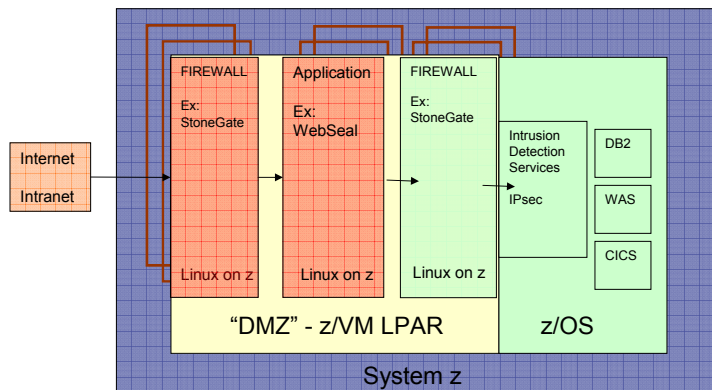 Internet
Intranet
FIREWALL
Ex:
StoneGate
Linux on z
Application
Ex:
WebSeal
Linux on z
FIREWALL
Ex:
StoneGate
Linux on z
Intrusion
Detection
Services
IPsec
DB2
WAS
CICS
“DMZ” - z/VM LPAR
z/OS
System z